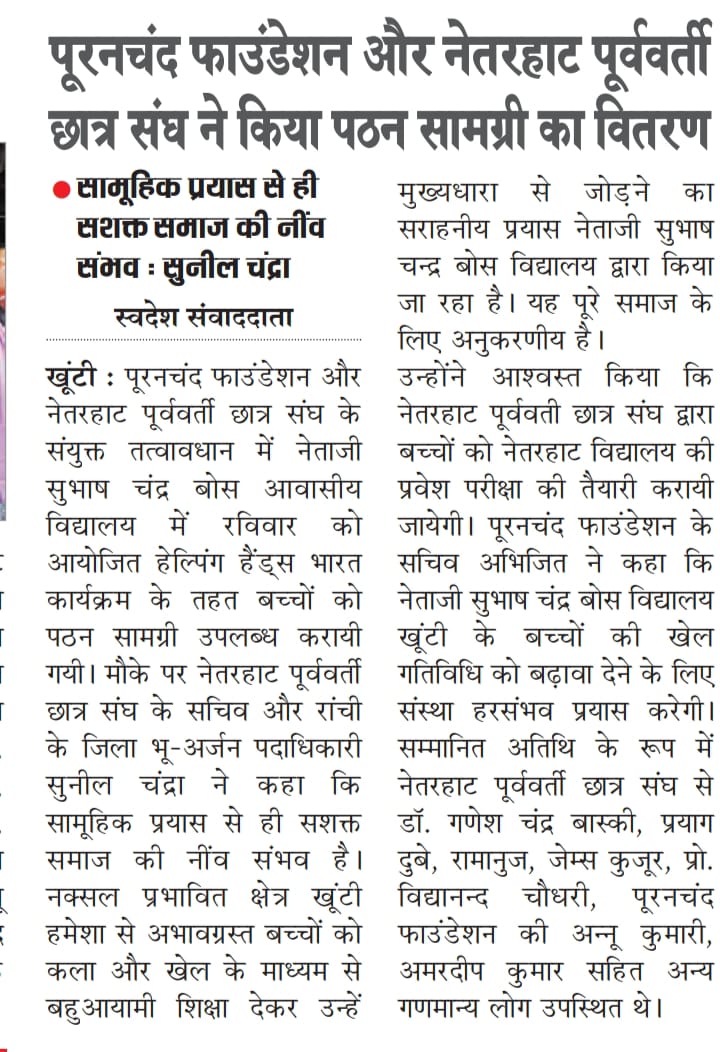 पूरनचंद फाउंडेशन और नेतरहाट पूर्ववर्ती
छात्र संघ ने किया पठन सामग्री का वितरण
सामूहिक प्रयास से ही
सशक्त समाज की नींव
संभव : सुनील चंद्रा
स्वदेश संवाददाता
खूंटी : पूरनचंद फाउंडेशन और
नेतरहाट पूर्ववर्ती छात्र संघ के
संयुक्त तत्वावधान में नेताजी
सुभाष चंद्र बोस आवासीय
विद्यालय में रविवार को
आयोजित हेल्पिंग हैंड्स भारत
कार्यक्रम के तहत बच्चों को
पठन सामग्री उपलब्ध करायी
गयी। मौके पर नेतरहाट पूर्ववर्ती
छात्र संघ के सचिव और रांची
के जिला भू-अर्जन पदाधिकारी
सुनील चंद्रा ने कहा कि
सामूहिक प्रयास से ही सशक्त
समाज की नींव संभव है।
नक्सल प्रभावित क्षेत्र खूंटी
हमेशा से अभावग्रस्त बच्चों को
कला और खेल के माध्यम से
बहुआयामी शिक्षा देकर उन्हें
मुख्यधारा से जोड़ने का
सराहनीय प्रयास नेताजी सुभाष
चन्द्र बोस विद्यालय द्वारा किया
जा रहा है। यह पूरे समाज के
लिए अनुकरणीय है।
उन्होंने आश्वस्त किया कि
नेतरहाट पूर्ववती छात्र संघ द्वारा
बच्चों को नेतरहाट विद्यालय की
प्रवेश परीक्षा की तैयारी करायी
जायेगी। पूरनचंद फाउंडेशन के
सचिव अभिजित ने कहा कि
नेताजी सुभाष चंद्र बोस विद्यालय
खूंटी के बच्चों की खेल
गतिविधि को बढ़ावा देने के लिए
संस्था हरसंभव प्रयास करेगी।
सम्मानित अतिथि के रूप में
नेतरहाट पूर्ववर्ती छात्र संघ से
डॉ. गणेश चंद्र बास्की, प्रयाग
दुबे, रामानुज, जेम्स कुजूर, प्रो.
विद्यानन्द चौधरी, पूरनचंद
फाउंडेशन की अन्नू कुमारी,
अमरदीप कुमार सहित अन्य
गणमान्य लोग उपस्थित थे।